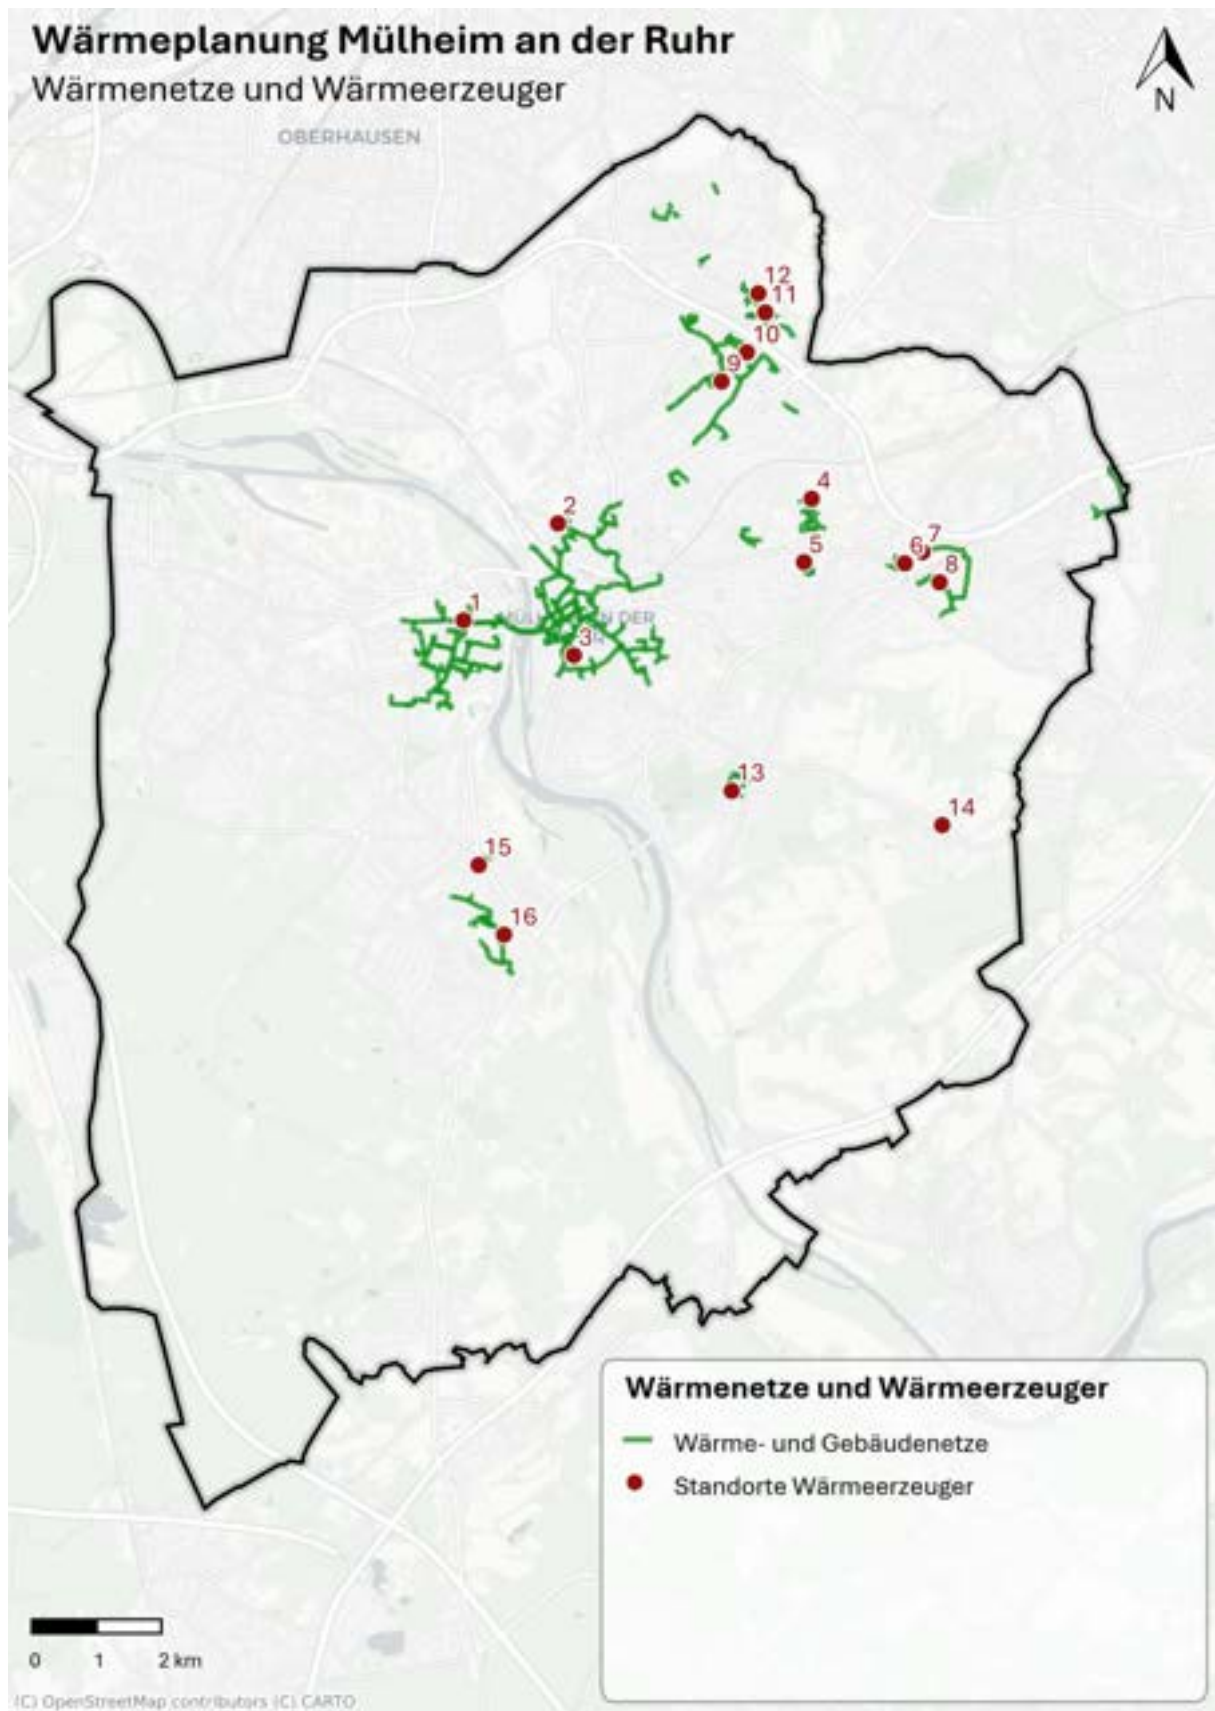 Wärmeplanung Mülheim an der Ruhr
Wärmenetze und Wärmeerzeuger
N
OBERHAUSEN
12
11
10
9
4
2
5
6
7
8
1
AN DER
3
13
14
15
16
Wärmenetze und Wärmeerzeuger
Wärme- und Gebäudenetze
Standorte Wärmeerzeuger
0 1 2 km
(C) OpenStreetMap contributors (C) CARTO